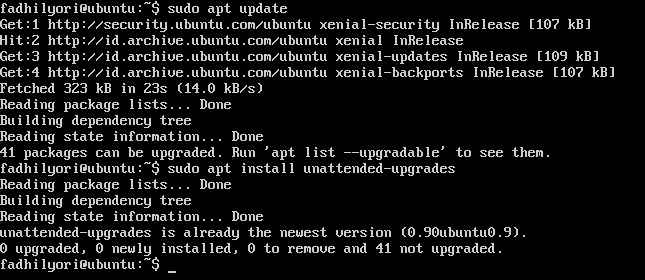 fadhilyori@ubuntu:~$ sudo apt update
Get:1 http://security.ubuntu.com/ubuntu xenial-security InRelease [107 kB]
Hit:2 http://id.archive.ubuntu.com/ubuntu xenial InRelease
Get:3 http://id.archive.ubuntu.com/ubuntu xenial-updates InRelease [109 kB]
Get:4 http://id.archive.ubuntu.com/ubuntu xenial-backports InRelease [107 kB]
Fetched 323 kB in 23s (14.0 kB/s)
Reading package lists... Done
Building dependency tree
Reading state information... Done
41 packages can be upgraded. Run 'apt list --upgradable' to see them.
fadhilyori@ubuntu:~$ sudo apt install unattended-upgrades
Reading package lists... Done
Building dependency tree
Reading state information... Done
unattended-upgrades is already the newest version (0.90ubuntu0.9).
0 upgraded, 0 newly installed, 0 to remove and 41 not upgraded.
fadhilyori@ubuntu:~$ _